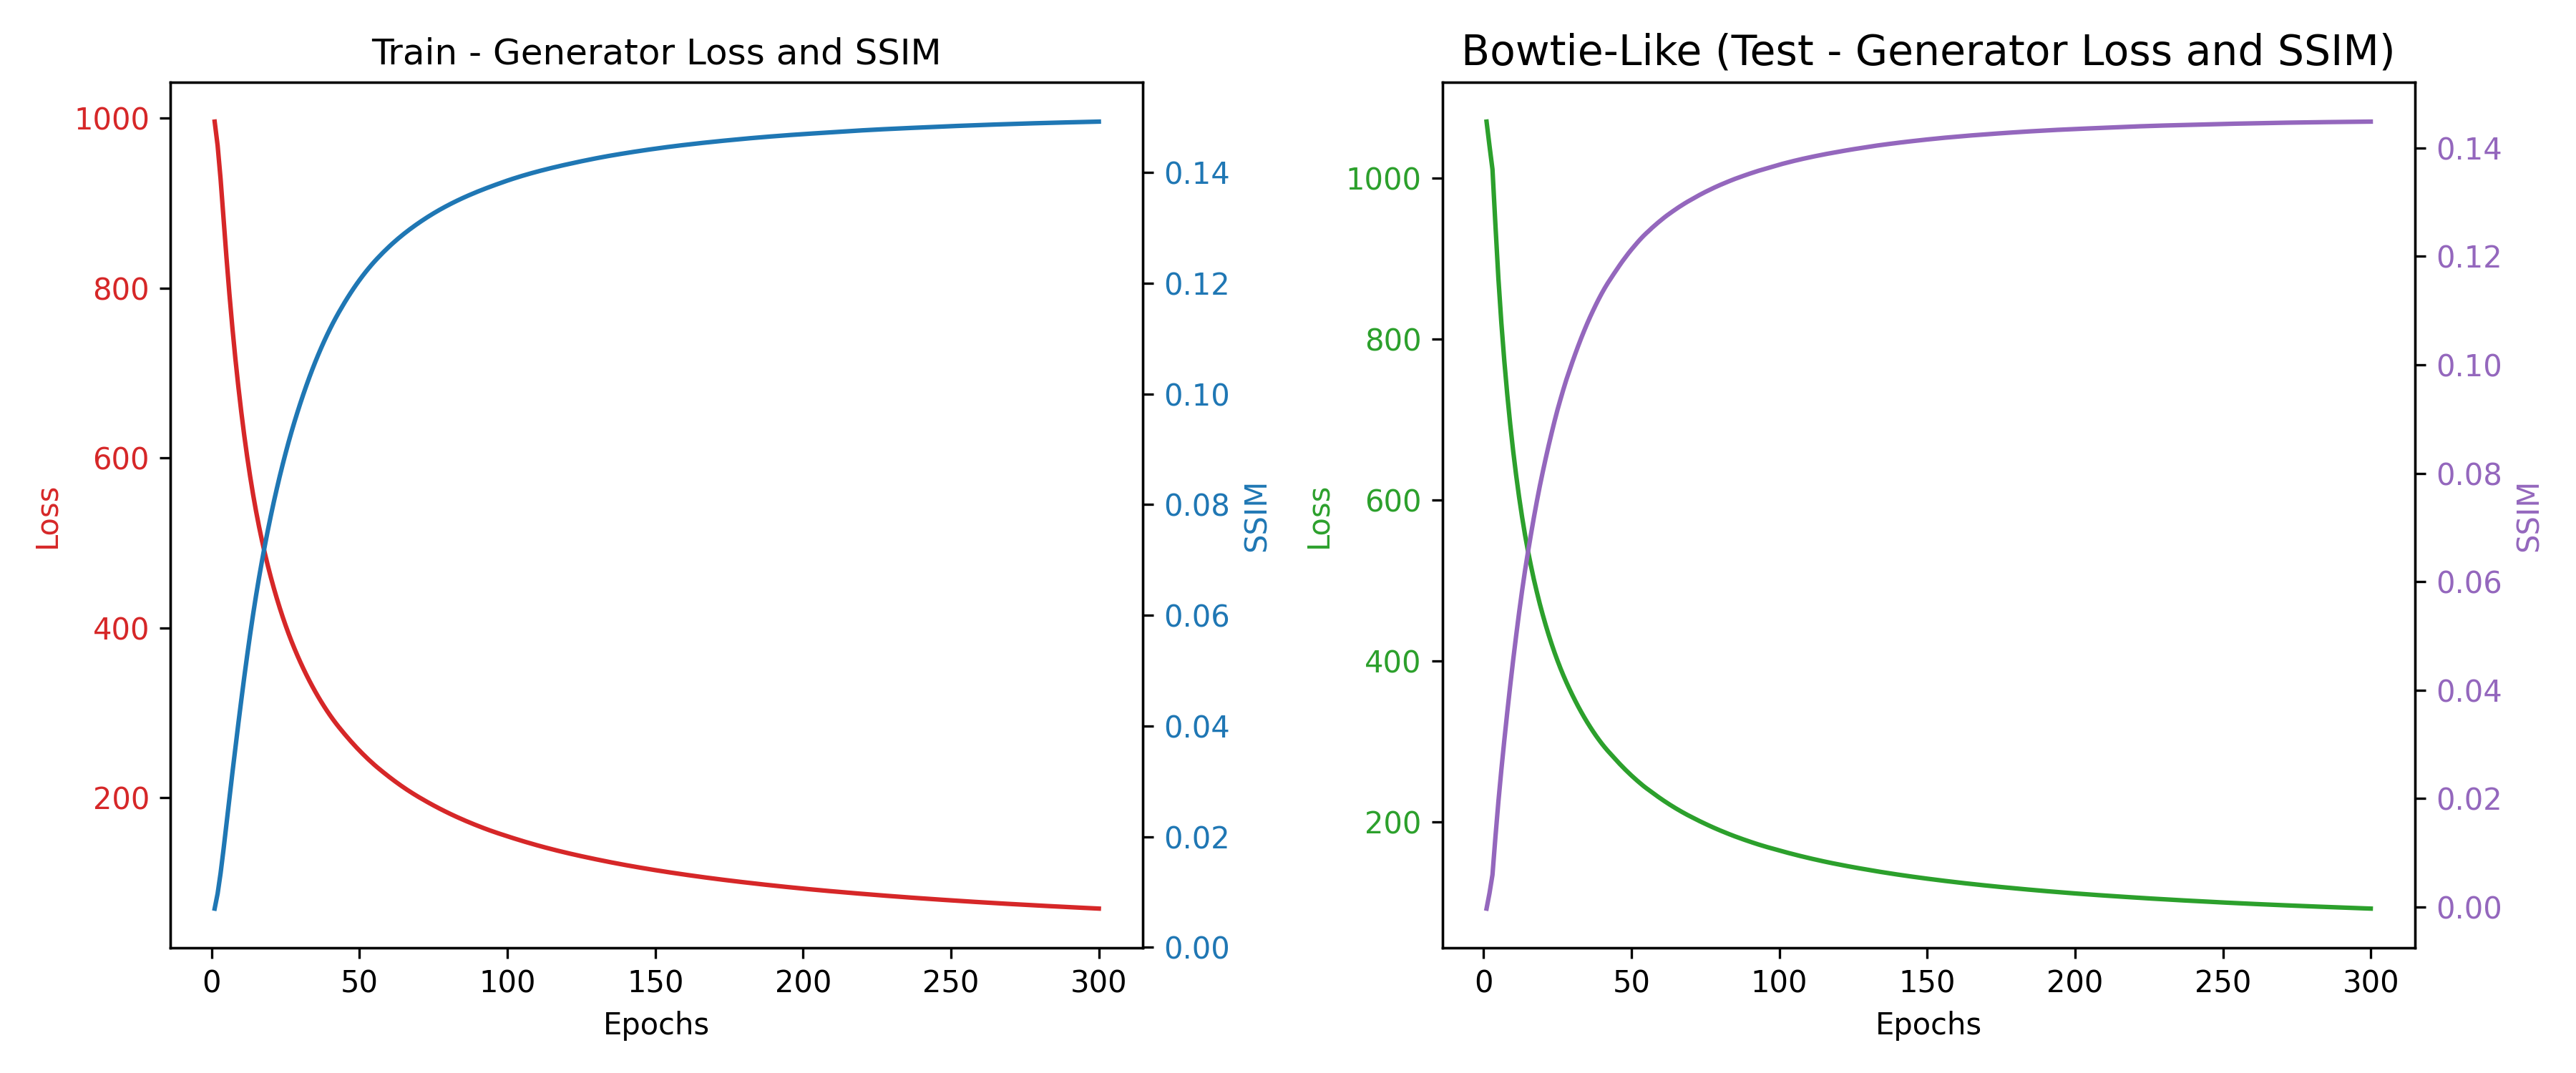 Train - Generator Loss and SSIM
1000
800
600
400
200
Loss
0.14
0.12
0.10
0.08
0.06
0.04
0.02
0.00
SSIM
0 50 100 150 200 250 300
Epochs
Bowtie-Like (Test - Generator Loss and SSIM)
1000
800
600
400
200
Loss
0.14
0.12
0.10
0.08
0.06
0.04
0.02
0.00
SSIM
0 50 100 150 200 250 300
Epochs